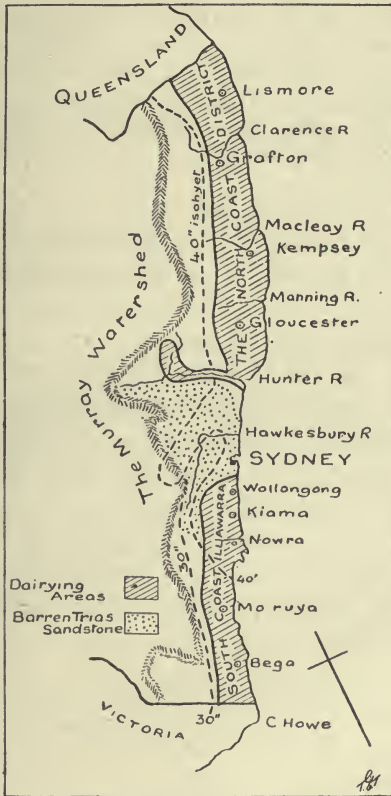 QUEENSLAND
THE NORTH COAST DISTRICT
Lismore
Clarence R
Grafton
40" isohyet
Macleay R
Kempsey
The Murray Watershed
Manning R.
Gloucester
Hunter R
Hawkesbury R
SYDNEY
Wollongong
Kiama
SOUTH COAST ILLAWARRA
Nowra
30"
40'
Dairying
Areas
Moruya
Barren Trias
Sandstone
Bega
VICTORIA
30"
C Howe